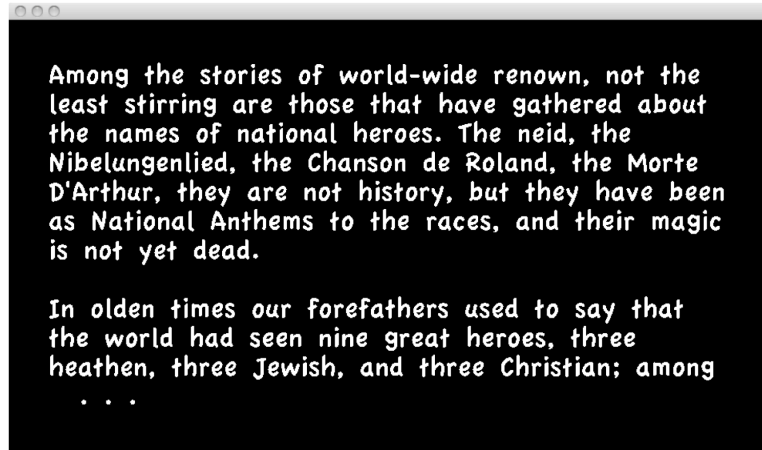 Among the stories of world-wide renown, not the
least stirring are those that have gathered about
the names of national heroes. The neid, the
Nibelungenlied, the Chanson de Roland, the Morte
D'Arthur, they are not history, but they have been
as National Anthems to the races, and their magic
is not yet dead.
In olden times our forefathers used to say that
the world had seen nine great heroes, three
heathen, three Jewish, and three Christian; among
. . .